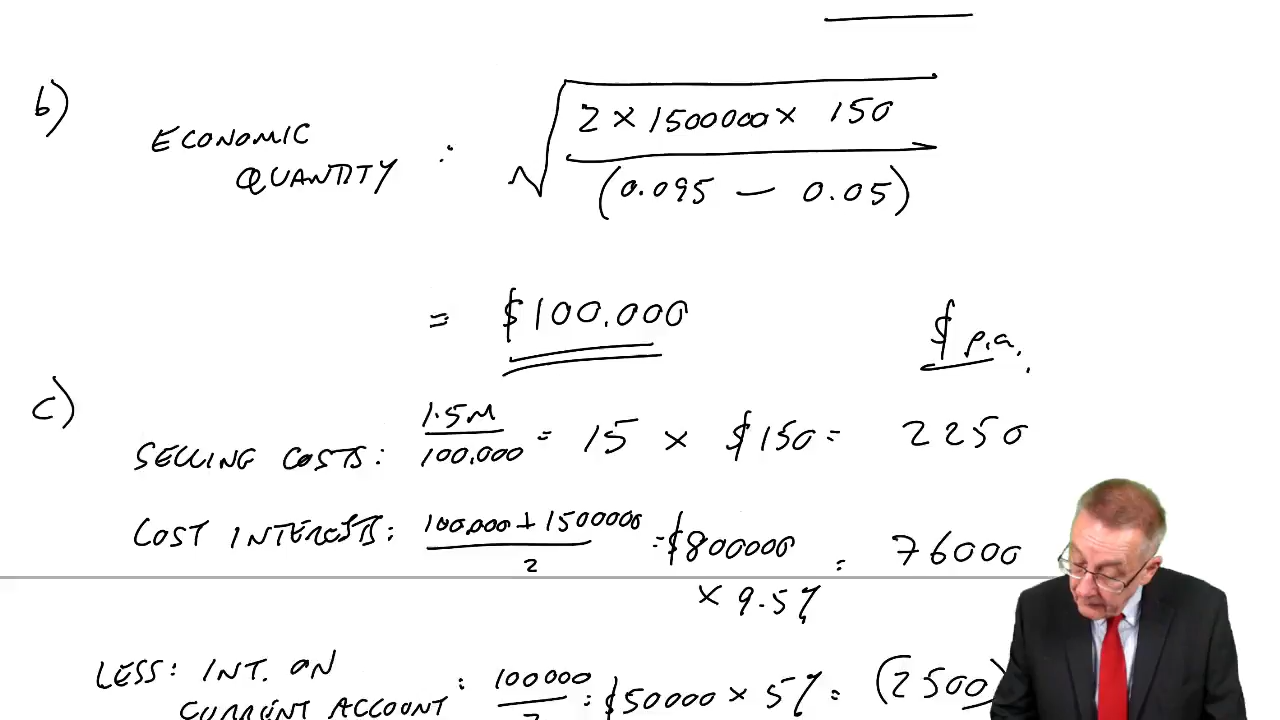 b)
ECONOMIC QUANTITY : √ 2 × 1500000 × 150
(0.095 — 0.05)
= $100,000
$ p.a.
c)
SELLING COSTS: 1.5M / 100,000 = 15 × $150 = 2250
COST INTERESTS: 100,000 + 1500000 / 2 = $800000 × 9.5% = 76000
LESS: INT. ON CURRENT ACCOUNT : 100000 / 2 = $50000 × 5% = (2500)